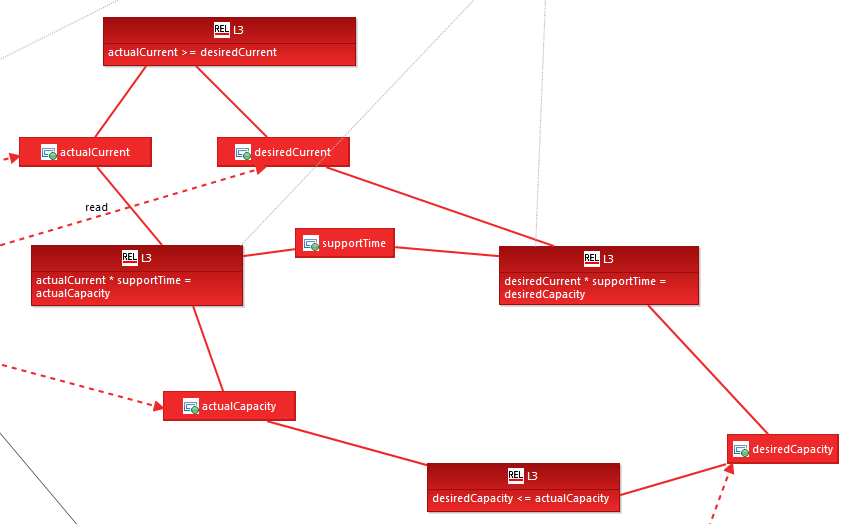 REL L3
actualCurrent >= desiredCurrent
actualCurrent
desiredCurrent
read
supportTime
REL L3
actualCurrent * supportTime =
actualCapacity
REL L3
desiredCurrent * supportTime =
desiredCapacity
actualCapacity
desiredCapacity
REL L3
desiredCapacity <= actualCapacity